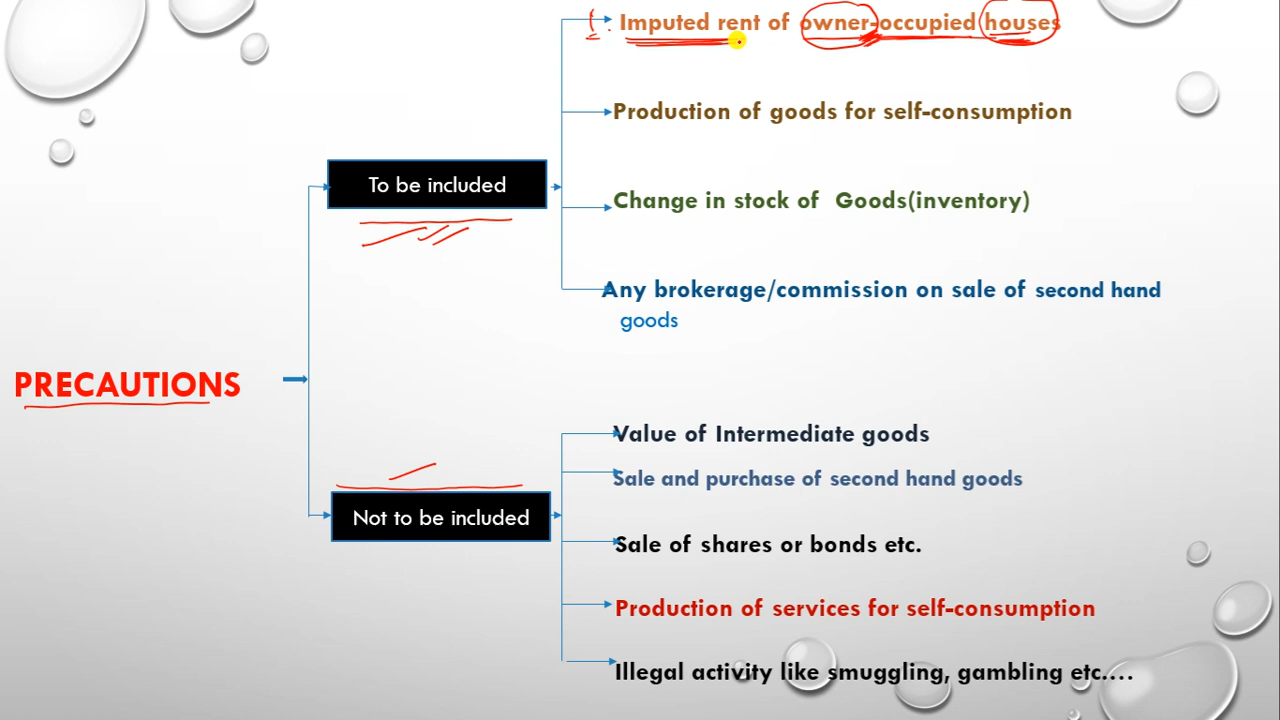 Imputed rent of owner-occupied houses
Production of goods for self-consumption
To be included
Change in stock of Goods(inventory)
Any brokerage/commission on sale of second hand
goods
PRECAUTIONS
Value of Intermediate goods
Sale and purchase of second hand goods
Not to be included
Sale of shares or bonds etc.
Production of services for self-consumption
Illegal activity like smuggling, gambling etc....